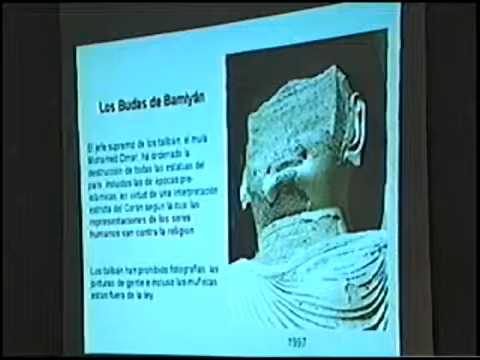 Los Budas de Bamiyán
El jefe supremo de los talibán, el mulá
Mohamed Omar, ha ordenado la
destrucción de todas las estatuas del
país, incluidos las de épocas pre-
islámicas, en virtud de una interpretación
estricta del Corán según la cual las
representaciones de los seres
humanos van contra la religión.
Los talibán han prohibido fotografías, las
pinturas de gente e incluso las muñecas
están fuera de la ley.
1997